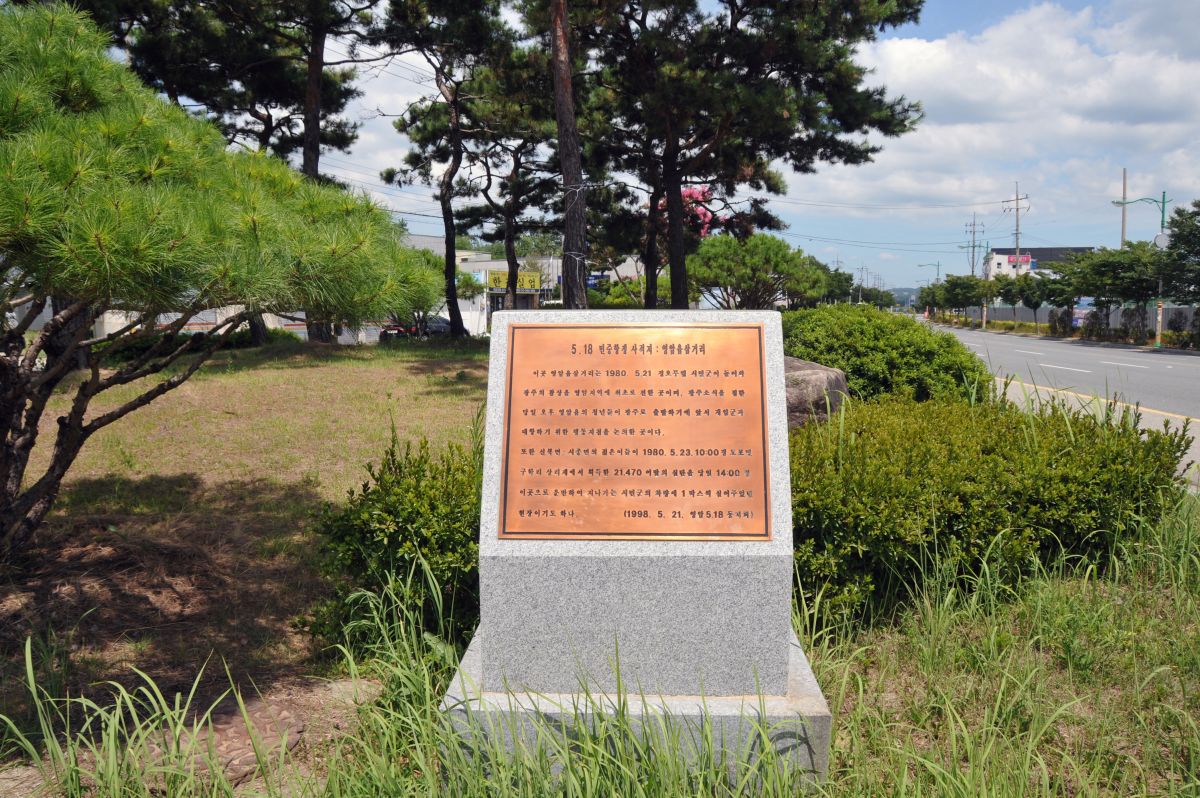 5.18 민중항쟁 사적지 : 영암읍삼거리
이곳 영암읍삼거리는 1980. 5.21 정오무렵 시민군이 들어와
광주의 참상을 영암지역에 최초로 전한 곳이며, 광주소식을 접한
당일 오후 영암읍의 청년들이 광주로 출발하기에 앞서 계엄군과
대항하기 위한 행동지침을 논의한 곳이다.
또한 신북면·시종면의 젊은이들이 1980. 5.23. 10:00경 도포면
구학리 상리제에서 획득한 21,470 여발의 실탄을 당일 14:00 경
이곳으로 운반하여 지나가는 시민군의 차량에 1 박스씩 실어주었던
현장이기도 하다. (1998. 5. 21. 영암5.18 동지회)